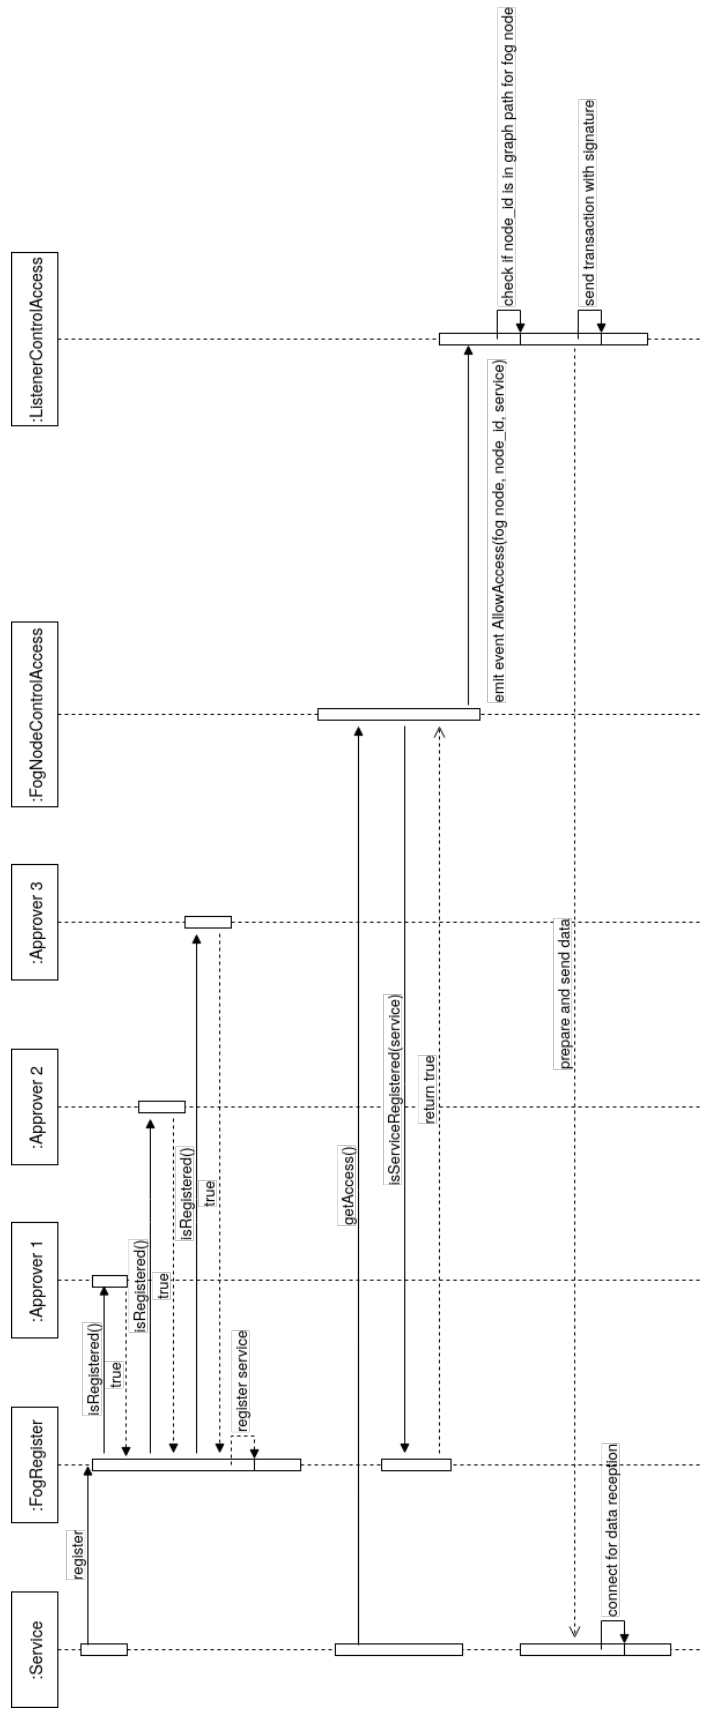 :Service
:FogRegister
:Approver 1
:Approver 2
:Approver 3
:FogNodeControlAccess
:ListenerControlAccess
register
isRegistered()
true
isRegistered()
true
isRegistered()
true
register service
getAccess()
isServiceRegistered(service)
return true
emit event AllowAccess(fog node, node_id, service)
check if node_id is in graph path for fog node
prepare and send data
send transaction with signature
connect for data reception